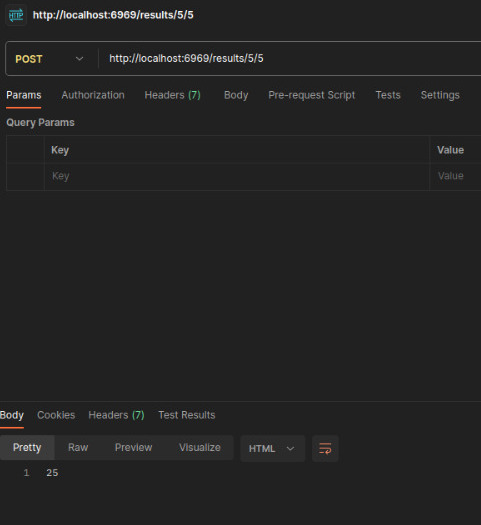 HTTP http://localhost:6969/results/5/5
POST http://localhost:6969/results/5/5
Params Authorization Headers (7) Body Pre-request Script Tests Settings
Query Params
Key Value
Key Value
Body Cookies Headers (7) Test Results
Pretty Raw Preview Visualize HTML
1 25